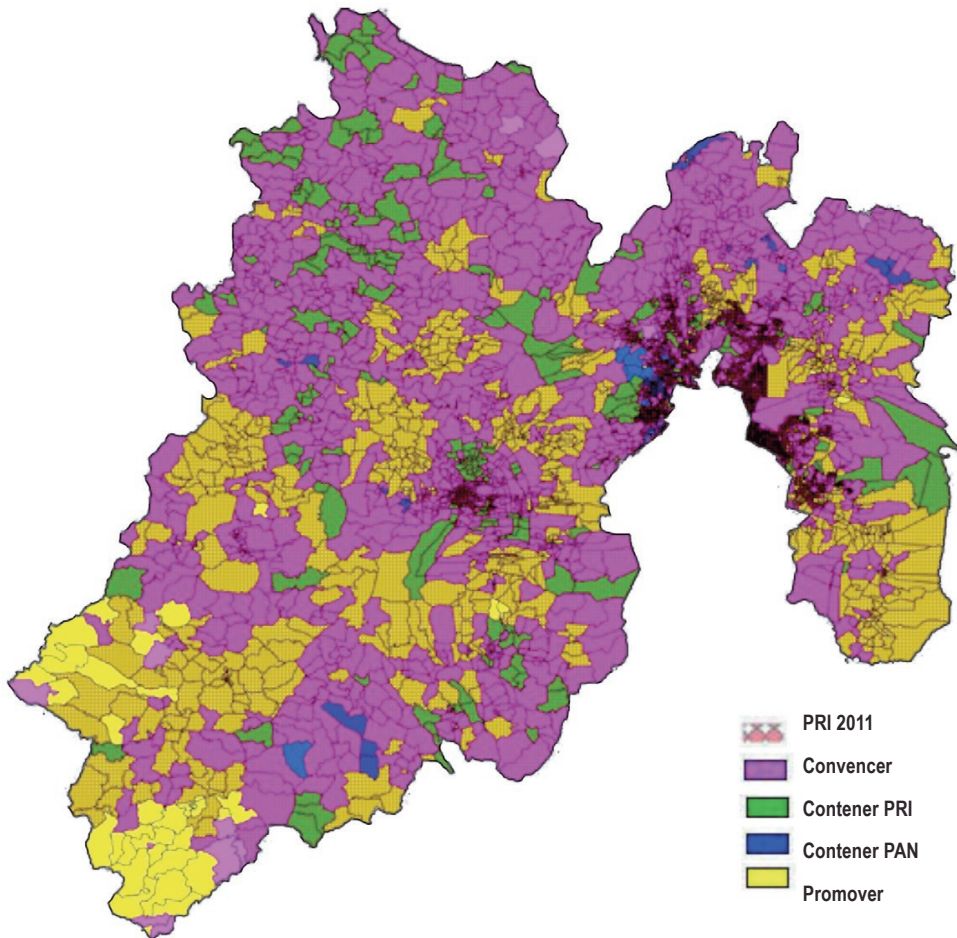 PRI 2011
Convencer
Contener PRI
Contener PAN
Promover